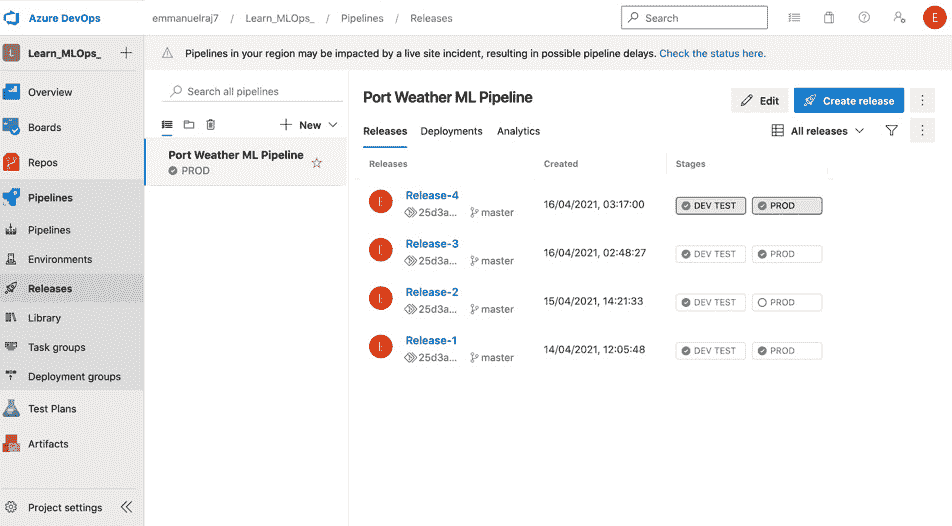 Azure DevOps emmanuelraj7 / Learn_MLOps_ / Pipelines / Releases Search E
L Learn_MLOps_ +
Pipelines in your region may be impacted by a live site incident, resulting in possible pipeline delays. Check the status here.
Overview
Boards
Repos
Pipelines
Pipelines
Environments
Releases
Library
Task groups
Deployment groups
Test Plans
Artifacts
Project settings
Search all pipelines
+ New
Port Weather ML Pipeline
PROD
Port Weather ML Pipeline
Edit Create release
Releases Deployments Analytics All releases
Releases Created Stages
E Release-4 16/04/2021, 03:17:00 DEV TEST PROD
25d3a... master
E Release-3 16/04/2021, 02:48:27 DEV TEST PROD
25d3a... master
E Release-2 15/04/2021, 14:21:33 DEV TEST PROD
25d3a... master
E Release-1 14/04/2021, 12:05:48 DEV TEST PROD
25d3a... master